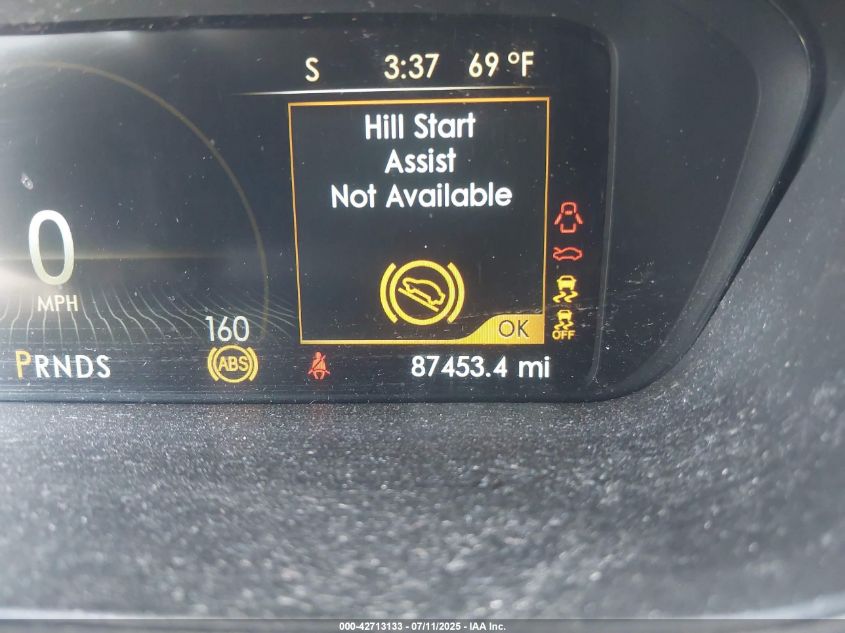 S 3:37 69 °F
Hill Start
Assist
Not Available
0
MPH
160
OK
OFF
PRNDS
ABS
87453.4 mi
000-42713133 - 07/11/2025 - IAA Inc.